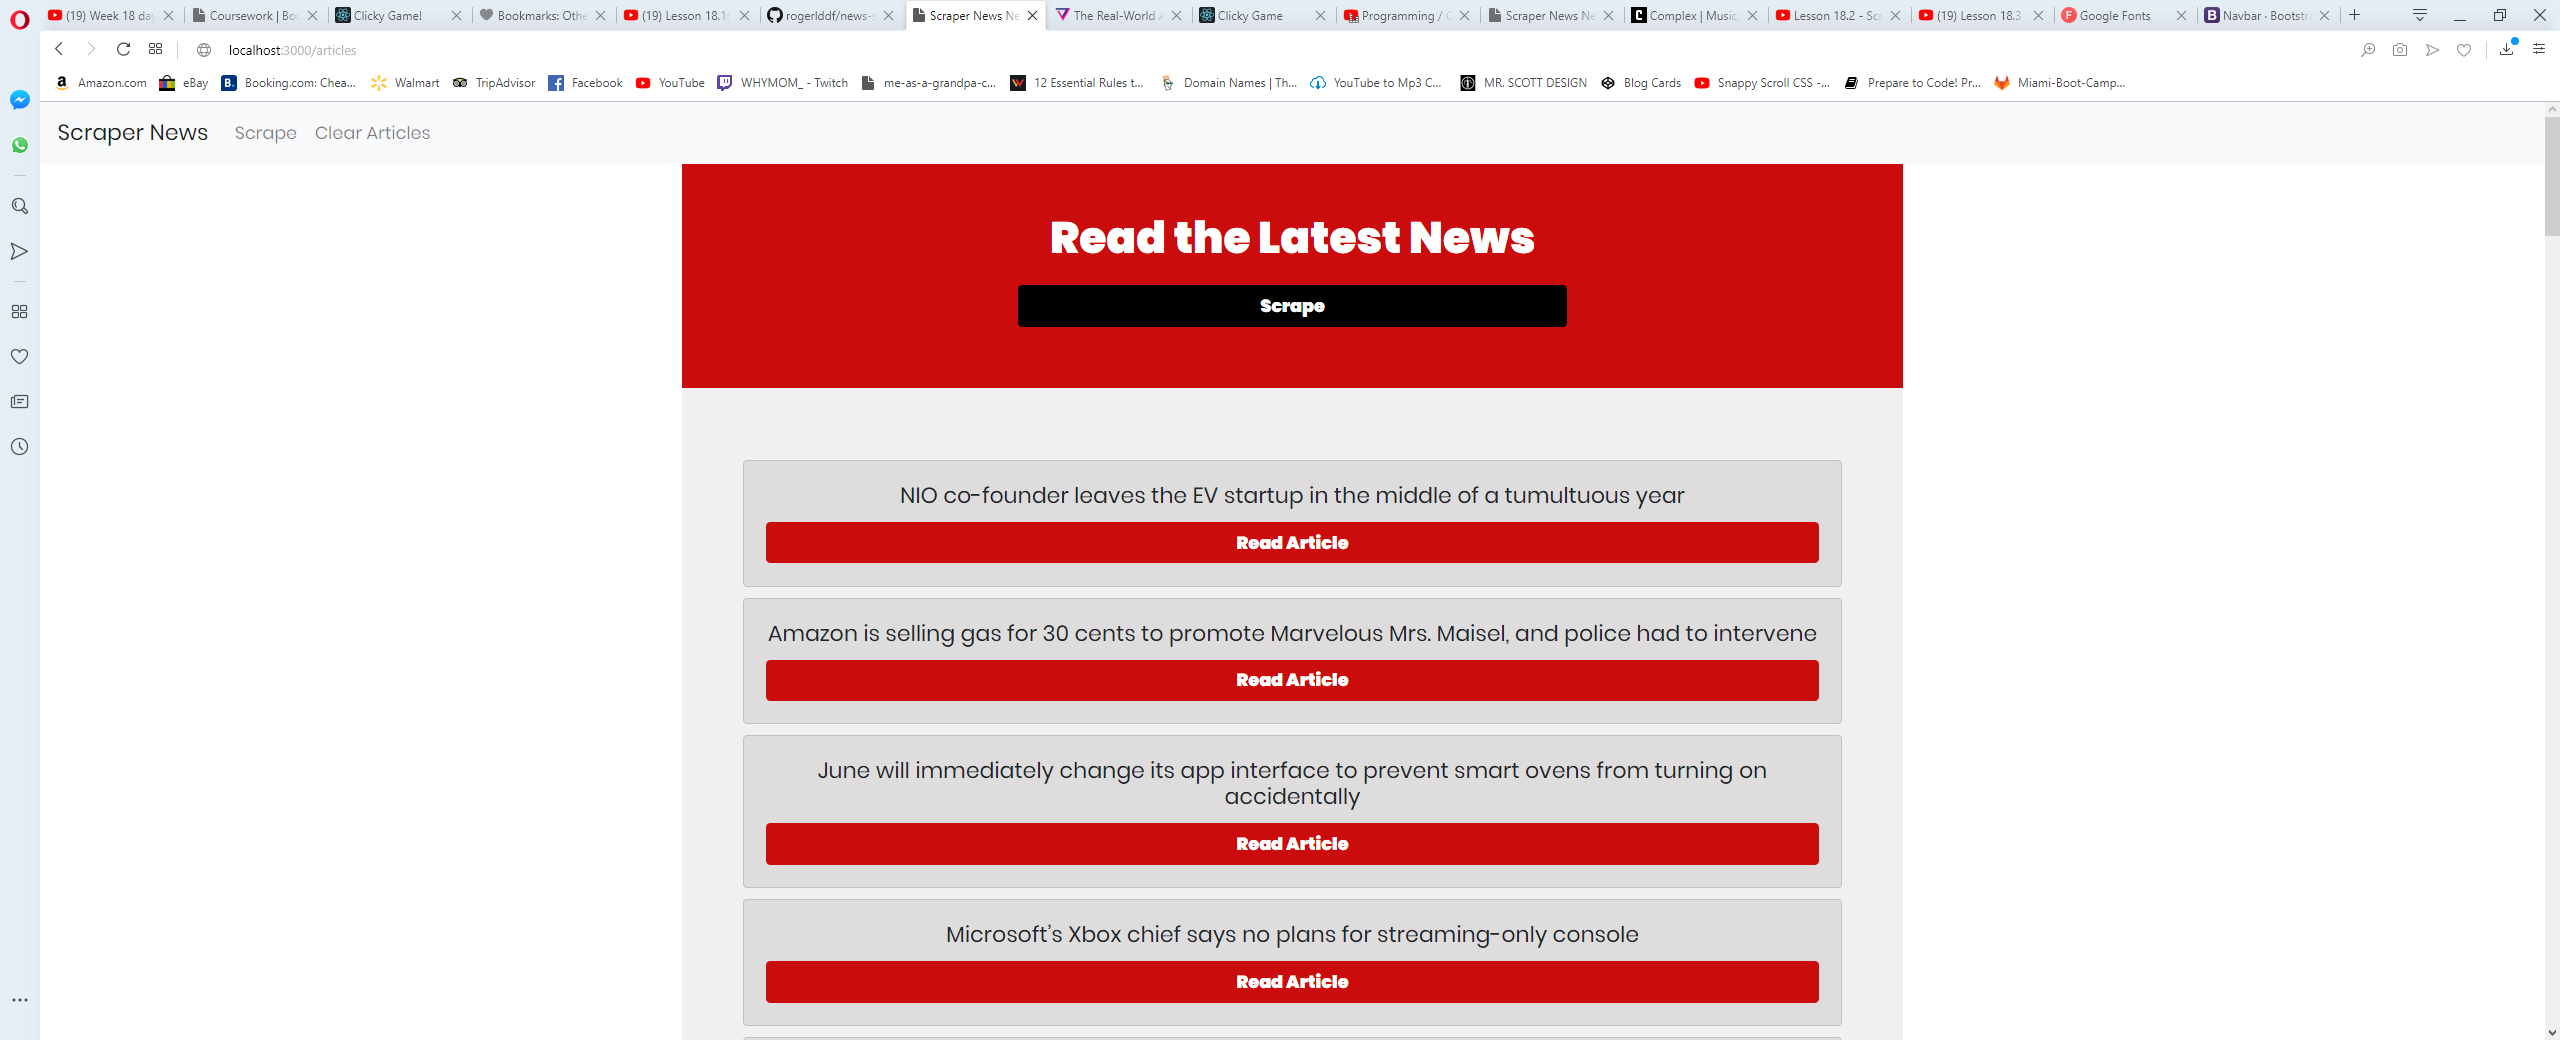 (19) Week 18 day
Coursework | Boo
Clicky Game!
Bookmarks: Othe
(19) Lesson 18.1:
rogerlddf/news-s
Scraper News Ne
The Real-World A
Clicky Game
Programming / C
Scraper News Ne
Complex | Music,
Lesson 18.2 - Scr
(19) Lesson 18.3
Google Fonts
Navbar · Bootstra
localhost:3000/articles
Amazon.com
eBay
Booking.com: Chea...
Walmart
TripAdvisor
Facebook
YouTube
WHYMOM_ - Twitch
me-as-a-grandpa-c...
12 Essential Rules t...
Domain Names | Th...
YouTube to Mp3 C...
MR. SCOTT DESIGN
Blog Cards
Snappy Scroll CSS -...
Prepare to Code! Pr...
Miami-Boot-Camp...
Scraper News
Scrape
Clear Articles
Read the Latest News
Scrape
NIO co-founder leaves the EV startup in the middle of a tumultuous year
Read Article
Amazon is selling gas for 30 cents to promote Marvelous Mrs. Maisel, and police had to intervene
Read Article
June will immediately change its app interface to prevent smart ovens from turning on
accidentally
Read Article
Microsoft’s Xbox chief says no plans for streaming-only console
Read Article